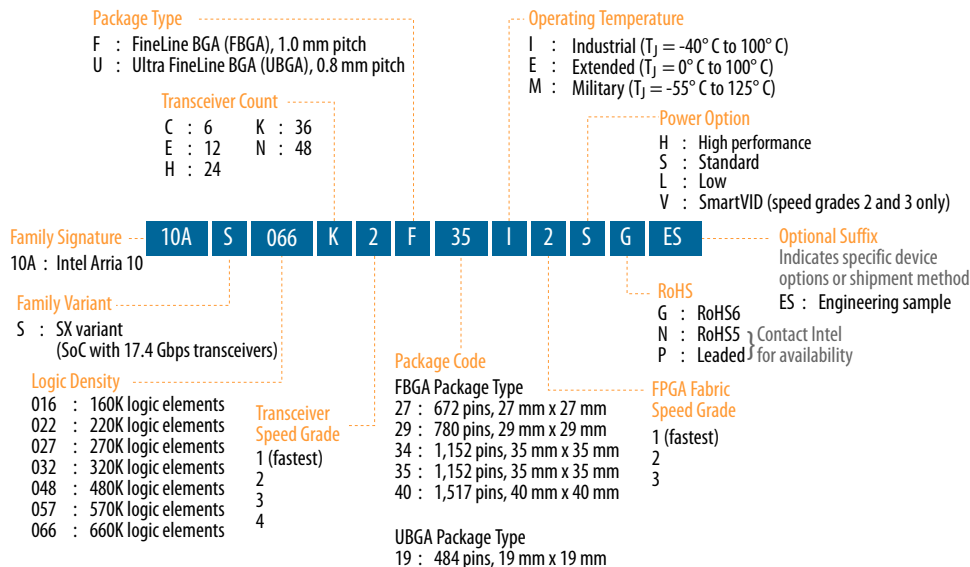 Package Type
F : FineLine BGA (FBGA), 1.0 mm pitch
U : Ultra FineLine BGA (UBGA), 0.8 mm pitch
Operating Temperature
I : Industrial (TJ = -40° C to 100° C)
E : Extended (TJ = 0° C to 100° C)
M : Military (TJ = -55° C to 125° C)
Transceiver Count
C : 6 K : 36
E : 12 N : 48
H : 24
Power Option
H : High performance
S : Standard
L : Low
V : SmartVID (speed grades 2 and 3 only)
Family Signature
10A : Intel Arria 10
10A S 066 K 2 F 35 I 2 S G ES
Optional Suffix
Indicates specific device
options or shipment method
ES : Engineering sample
Family Variant
S : SX variant
(SoC with 17.4 Gbps transceivers)
RoHS
G : RoHS6
N : RoHS5
P : Leaded
Contact Intel
for availability
Logic Density
016 : 160K logic elements
022 : 220K logic elements
027 : 270K logic elements
032 : 320K logic elements
048 : 480K logic elements
057 : 570K logic elements
066 : 660K logic elements
Transceiver
Speed Grade
1 (fastest)
2
3
4
Package Code
FBGA Package Type
27 : 672 pins, 27 mm x 27 mm
29 : 780 pins, 29 mm x 29 mm
34 : 1,152 pins, 35 mm x 35 mm
35 : 1,152 pins, 35 mm x 35 mm
40 : 1,517 pins, 40 mm x 40 mm
UBGA Package Type
19 : 484 pins, 19 mm x 19 mm
FPGA Fabric
Speed Grade
1 (fastest)
2
3